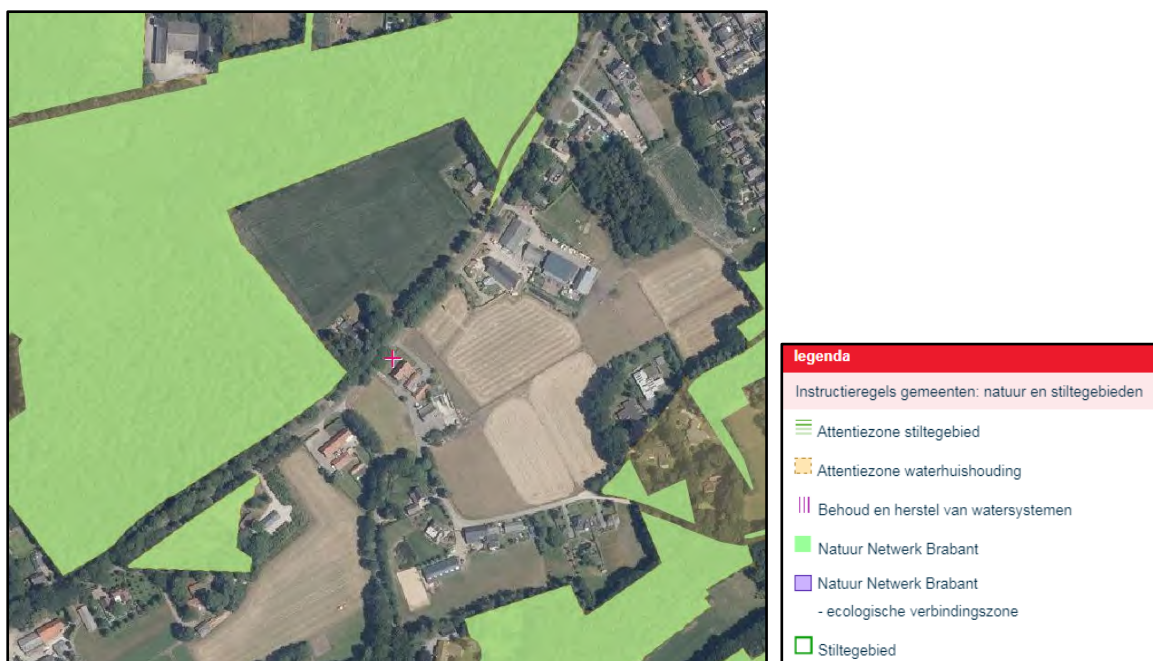 legenda
Instructieregels gemeenten: natuur en stiltegebieden
Attentiezone stiltegebied
Attentiezone waterhuishouding
Behoud en herstel van watersystemen
Natuur Netwerk Brabant
Natuur Netwerk Brabant
- ecologische verbindingszone
Stiltegebied